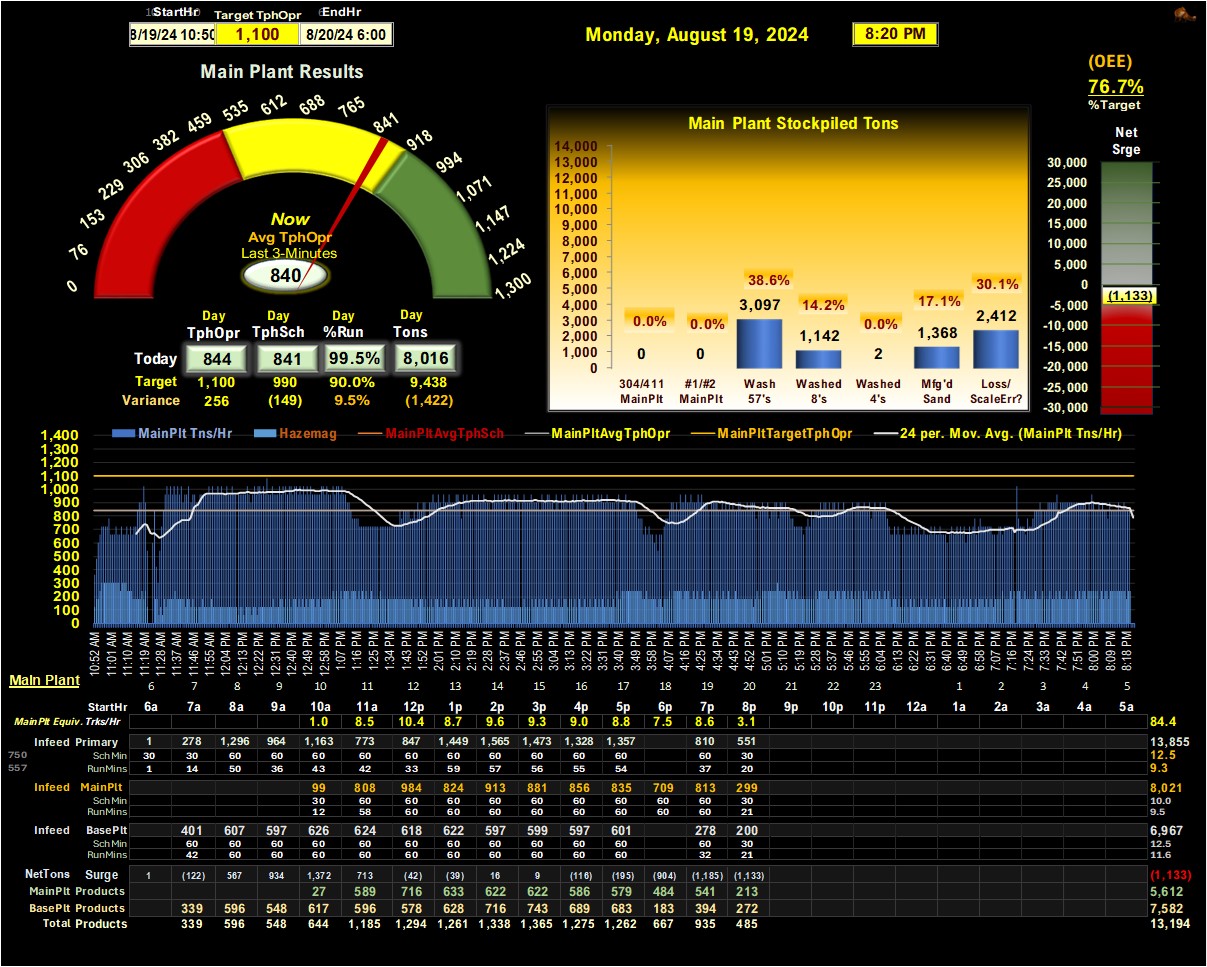 StartHr Target TphOpr EndHr
8/19/24 10:50 1,100 8/20/24 6:00
Monday, August 19, 2024 8:20 PM
(OEE)
76.7%
%Target
Main Plant Results
0 76 153 229 306 382 459 535 612 688 765 841 918 994 1,071 1,147 1,224 1,300
Now
Avg TphOpr
Last 3-Minutes
840
Day Day Day Day
TphOpr TphSch %Run Tons
Today 844 841 99.5% 8,016
Target 1,100 990 90.0% 9,438
Variance 256 (149) 9.5% (1,422)
Main Plant Stockpiled Tons
14,000
13,000
12,000
11,000
10,000
9,000
8,000
7,000
6,000
5,000
4,000
3,000
2,000
1,000
0
0.0% 0.0% 38.6% 14.2% 0.0% 17.1% 30.1%
0 0 3,097 1,142 2 1,368 2,412
304/411 #1/#2 Wash Washed Washed Mfg'd Loss/
MainPlt MainPlt 57's 8's 4's Sand ScaleErr?
Net
Srge
30,000
25,000
20,000
15,000
10,000
5,000
0
(1,133)
-5,000
-10,000
-15,000
-20,000
-25,000
-30,000
MainPlt Tns/Hr Hazemag MainPltAvgTphSch MainPltAvgTphOpr MainPltTargetTphOpr 24 per. Mov. Avg. (MainPlt Tns/Hr)
1,400
1,300
1,200
1,100
1,000
900
800
700
600
500
400
300
200
100
0
10:52 AM 11:01 AM 11:10 AM 11:19 AM 11:28 AM 11:37 AM 11:46 AM 11:55 AM 12:04 PM 12:13 PM 12:22 PM 12:31 PM 12:40 PM 12:49 PM 12:58 PM 1:07 PM 1:16 PM 1:25 PM 1:34 PM 1:43 PM 1:52 PM 2:01 PM 2:10 PM 2:19 PM 2:28 PM 2:37 PM 2:46 PM 2:55 PM 3:04 PM 3:13 PM 3:22 PM 3:31 PM 3:40 PM 3:49 PM 3:58 PM 4:07 PM 4:16 PM 4:25 PM 4:34 PM 4:43 PM 4:52 PM 5:01 PM 5:10 PM 5:19 PM 5:28 PM 5:37 PM 5:46 PM 5:55 PM 6:04 PM 6:13 PM 6:22 PM 6:31 PM 6:40 PM 6:49 PM 6:58 PM 7:07 PM 7:16 PM 7:24 PM 7:33 PM 7:42 PM 7:51 PM 8:00 PM 8:09 PM 8:18 PM
Main Plant 6 7 8 9 10 11 12 13 14 15 16 17 18 19 20 21 22 23 1 2 3 4 5
StartHr 6a 7a 8a 9a 10a 11a 12p 1p 2p 3p 4p 5p 6p 7p 8p 9p 10p 11p 12a 1a 2a 3a 4a 5a
MainPlt Equiv. Trks/Hr 1.0 8.5 10.4 8.7 9.6 9.3 9.0 8.8 7.5 8.6 3.1 84.4
Infeed Primary 1 278 1,296 964 1,163 773 847 1,449 1,565 1,473 1,328 1,357 810 551 13,855
750 SchMin 30 30 60 60 60 60 60 60 60 60 60 60 60 30 12.5
557 RunMins 1 14 50 36 43 42 33 59 57 56 55 54 37 20 9.3
Infeed MainPlt 99 808 984 824 913 881 856 835 709 813 299 8,021
SchMin 30 60 60 60 60 60 60 60 60 60 30 10.0
RunMins 12 58 60 60 60 60 60 60 60 60 21 9.5
Infeed BasePlt 401 607 597 626 624 618 622 597 599 597 601 278 200 6,967
SchMin 60 60 60 60 60 60 60 60 60 60 60 60 30 12.5
RunMins 42 60 60 60 60 60 60 60 60 60 60 32 21 11.6
NetTons Surge 1 (122) 567 934 1,372 713 (42) (39) 16 9 (116) (195) (904) (1,185) (1,133) (1,133)
MainPlt Products 27 589 716 633 622 622 586 579 484 541 213 5,612
BasePlt Products 339 596 548 617 596 578 628 716 743 689 683 183 394 272 7,582
Total Products 339 596 548 644 1,185 1,294 1,261 1,338 1,365 1,275 1,262 667 935 485 13,194